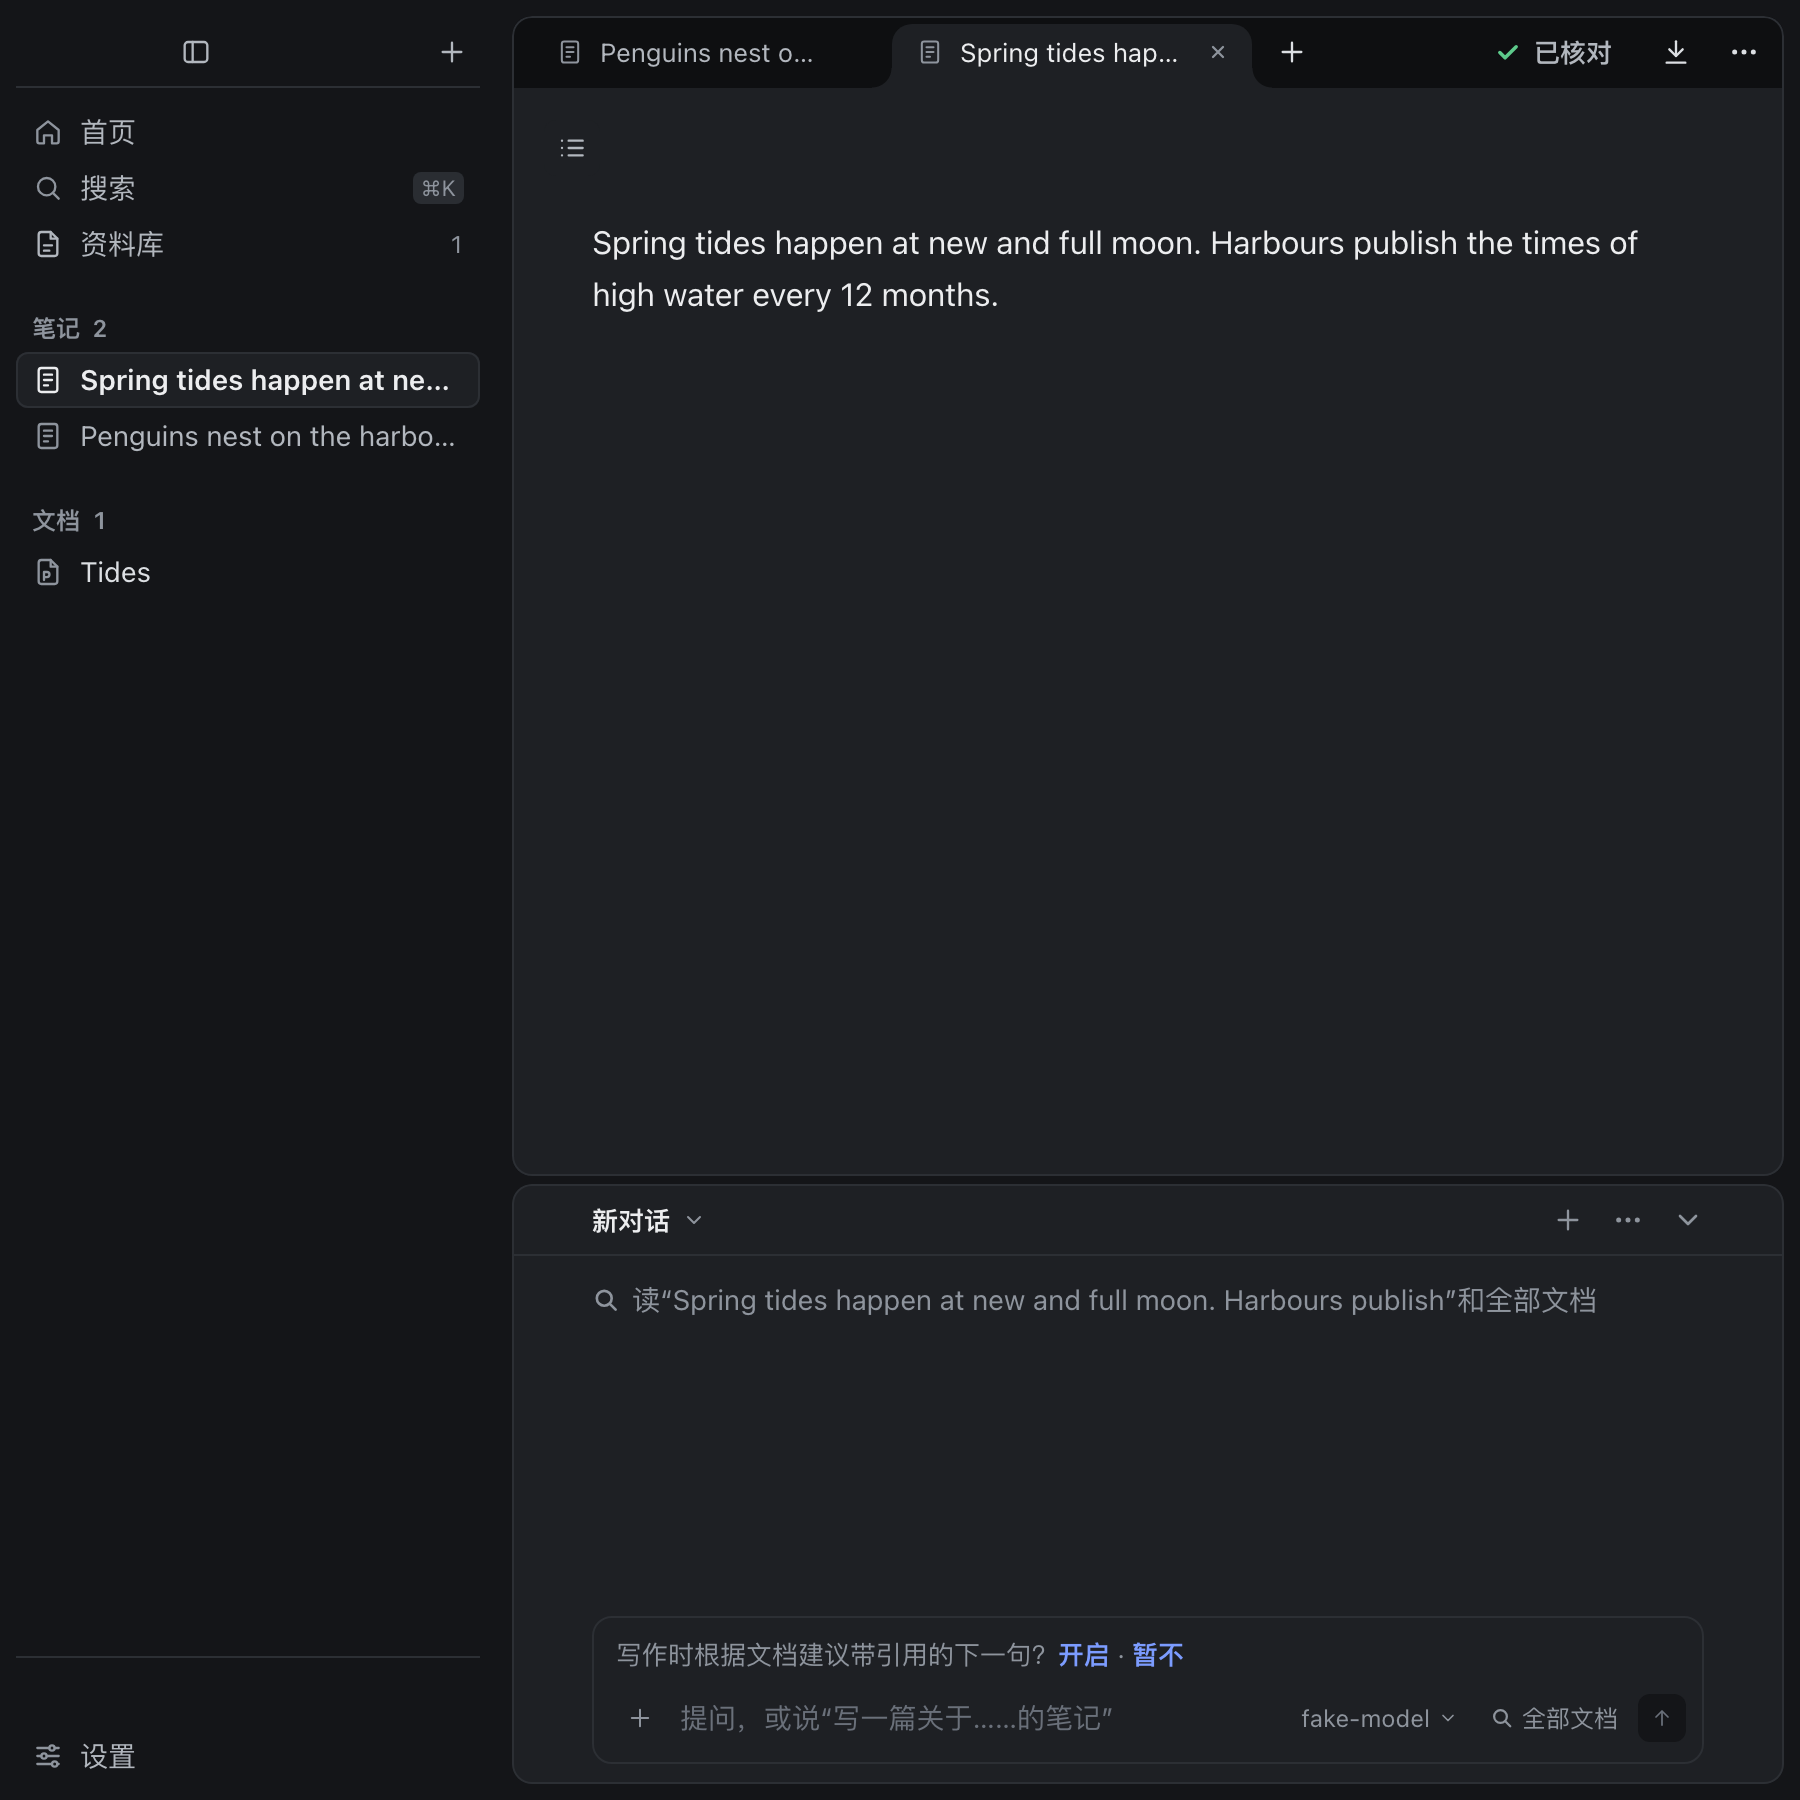 首页
搜索 ⌘K
资料库 1
笔记 2
Spring tides happen at ne...
Penguins nest on the harbo...
文档 1
Tides
设置
Penguins nest o...
Spring tides hap...
已核对
Spring tides happen at new and full moon. Harbours publish the times of
high water every 12 months.
新对话
读“Spring tides happen at new and full moon. Harbours publish”和全部文档
写作时根据文档建议带引用的下一句？ 开启 · 暂不
提问，或说“写一篇关于……的笔记”
fake-model
全部文档